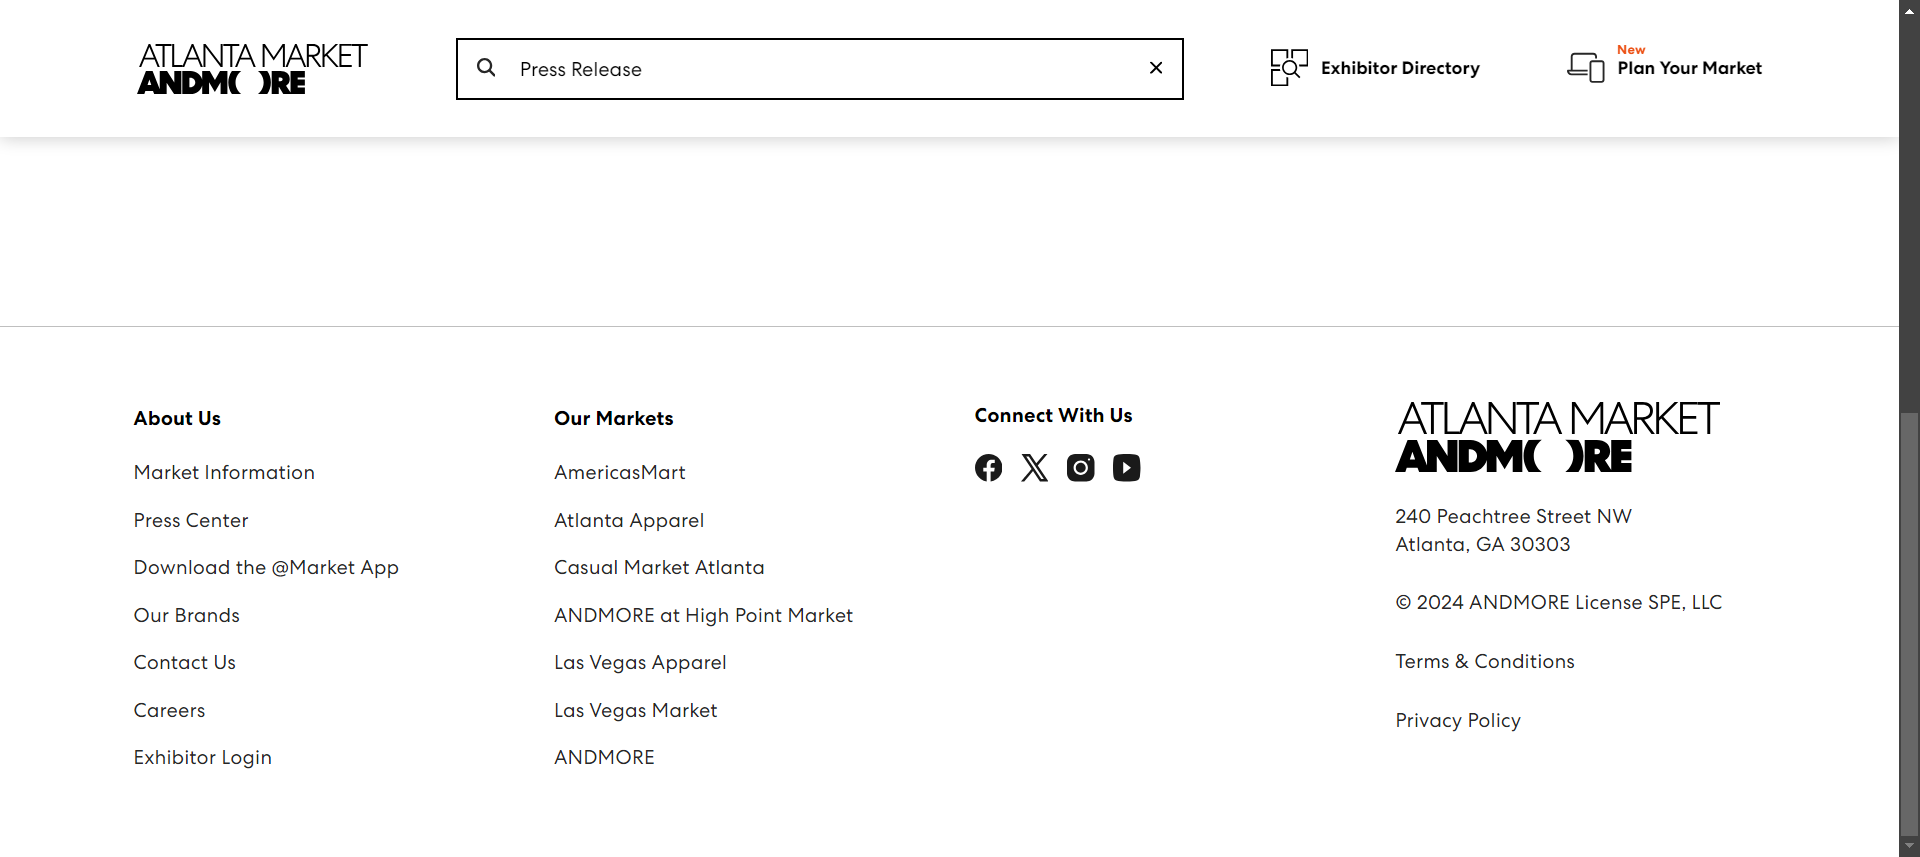 ATLANTA MARKET
ANDMORE
Press Release
Exhibitor Directory
New
Plan Your Market
About Us
Market Information
Press Center
Download the @Market App
Our Brands
Contact Us
Careers
Exhibitor Login
Our Markets
AmericasMart
Atlanta Apparel
Casual Market Atlanta
ANDMORE at High Point Market
Las Vegas Apparel
Las Vegas Market
ANDMORE
Connect With Us
ATLANTA MARKET
ANDMORE
240 Peachtree Street NW
Atlanta, GA 30303
© 2024 ANDMORE License SPE, LLC
Terms & Conditions
Privacy Policy